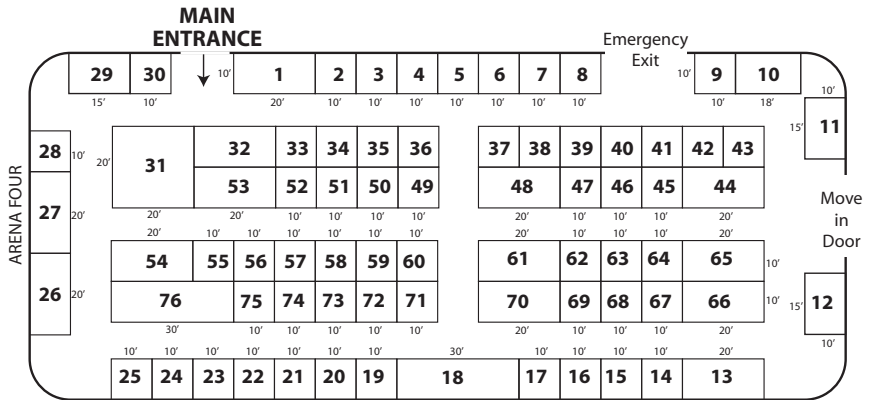 MAIN
ENTRANCE
Emergency
Exit
29 30 10' 1 2 3 4 5 6 7 8 10' 9 10
15' 10' 20' 10' 10' 10' 10' 10' 10' 10' 10' 18' 10'
15' 11
28 10' 20' 31 32 33 34 35 36 37 38 39 40 41 42 43
53 52 51 50 49 48 47 46 45 44
27 20' 20' 20' 10' 10' 10' 10' 20' 10' 10' 10' 20'
ARENA FOUR
Move
in
Door
20' 10' 10' 10' 10' 10' 10' 20' 10' 10' 10' 20'
54 55 56 57 58 59 60 61 62 63 64 65 10'
26 20' 76 75 74 73 72 71 70 69 68 67 66 10' 15' 12
30' 10' 10' 10' 10' 10' 20' 10' 10' 10' 20' 10'
10' 10' 10' 10' 10' 10' 10' 30' 10' 10' 10' 10' 20'
25 24 23 22 21 20 19 18 17 16 15 14 13